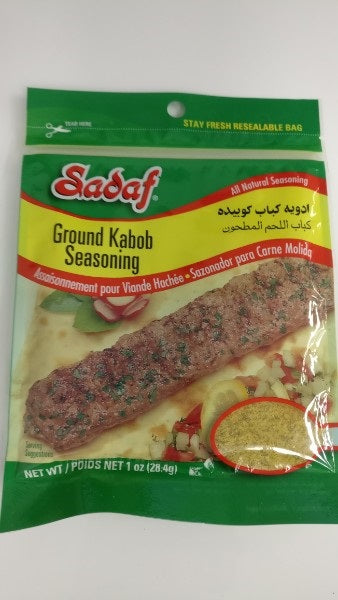 TEAR HERE
STAY FRESH RESEALABLE BAG
Sadaf®
All Natural Seasoning
ادویه کباب کوبیده
كباب اللحم المطحون
Ground Kabob
Seasoning
Assaisonnement pour Viande Hachée • Sazonador para Carne Molida
Serving
Suggestions
NET WT / POIDS NET 1 oz (28.4g)